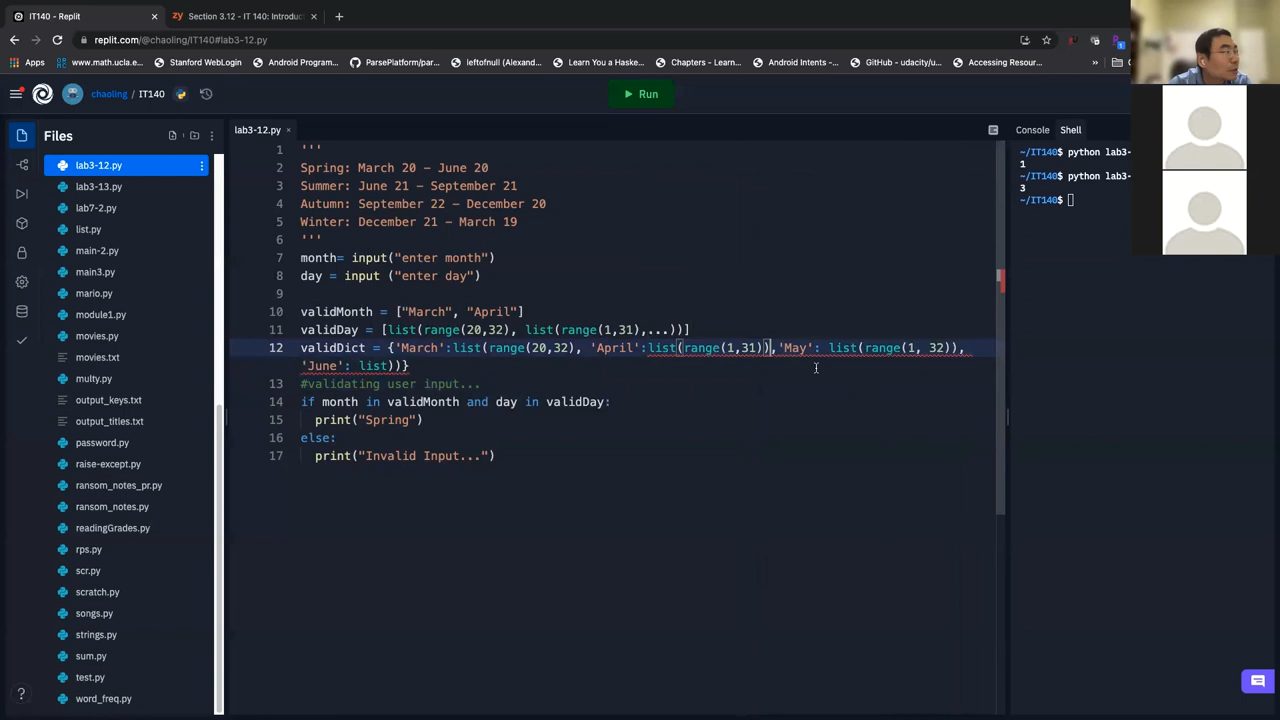 IT140 - Replit
Section 3.12 - IT 140: Introduc
replit.com/@chaoling/IT140#lab3-12.py
Apps
www.math.ucla.e...
Stanford WebLogin
Android Program...
ParsePlatform/par...
leftofnull (Alexand...
Learn You a Haske...
Chapters - Learn...
Android Intents -...
GitHub - udacity/u...
Accessing Resour...
»
chaoling / IT140
Run
Files
lab3-12.py
lab3-13.py
lab7-2.py
list.py
main-2.py
main3.py
mario.py
module1.py
movies.py
movies.txt
multy.py
output_keys.txt
output_titles.txt
password.py
raise-except.py
ransom_notes_pr.py
ransom_notes.py
readingGrades.py
rps.py
scr.py
scratch.py
songs.py
strings.py
sum.py
test.py
word_freq.py
lab3-12.py
1 '''
2 Spring: March 20 - June 20
3 Summer: June 21 - September 21
4 Autumn: September 22 - December 20
5 Winter: December 21 - March 19
6 '''
7 month= input("enter month")
8 day = input ("enter day")
9
10 validMonth = ["March", "April"]
11 validDay = [list(range(20,32), list(range(1,31),...))]
12 validDict = {'March':list(range(20,32), 'April':list(range(1,31)),'May': list(range(1, 32)),
'June': list))}
13 #validating user input...
14 if month in validMonth and day in validDay:
15 print("Spring")
16 else:
17 print("Invalid Input...")
Console
Shell
~/IT140$ python lab3-
1
~/IT140$ python lab3-
3
~/IT140$